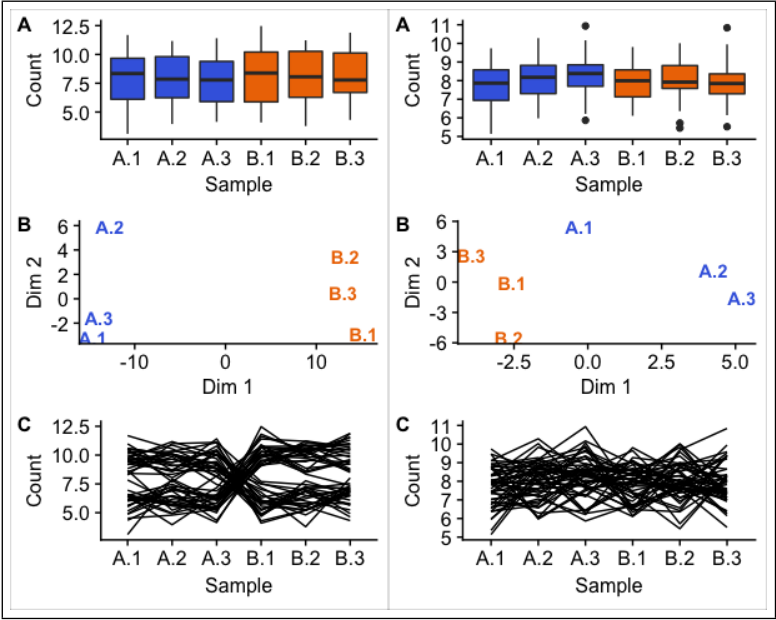 A
Count
12.5
10.0
7.5
5.0
A.1 A.2 A.3 B.1 B.2 B.3
Sample
B
Dim 2
6
4
2
0
-2
A.2
A.3
A.1
B.2
B.3
B.1
-10 0 10
Dim 1
C
Count
12.5
10.0
7.5
5.0
A.1 A.2 A.3 B.1 B.2 B.3
Sample
A
Count
11
10
9
8
7
6
5
A.1 A.2 A.3 B.1 B.2 B.3
Sample
B
Dim 2
6
3
0
-3
-6
A.1
B.3
B.1
A.2
A.3
B.2
-2.5 0.0 2.5 5.0
Dim 1
C
Count
11
10
9
8
7
6
5
A.1 A.2 A.3 B.1 B.2 B.3
Sample